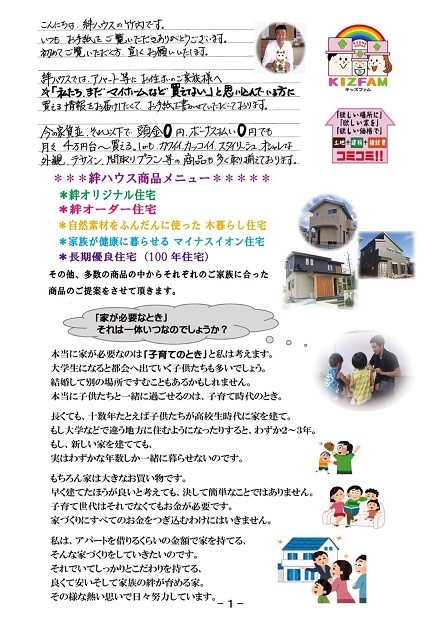 こんにちは、絆ハウスの竹内です。
いつもお手紙をご覧いただきありがとうございます。
初めてご覧いただく方、宜しくお願いいたします。
絆ハウスでは、アパート等にお住まいのご家族様へ
☆「私たち、まだマイホームなど買えない」と思い込んでいる方に
買える情報をお届けしたくてお手紙を書かせていただいております。
今の家賃並、それ以下で頭金0円、ボーナス払い0円でも
月々4万円台〜買える。しかもカワイイ、カッコイイ、スタイリッシュ、オシャレな
外観、デザイン、間取りプラン等の商品も多く取り揃えております。
KIZFAM
キッズファム
「欲しい場所に」
「欲しい家を」
「欲しい価格で」
土地+建物+諸経費
コミコミ!!
＊＊＊絆ハウス商品メニュー＊＊＊＊＊
＊絆オリジナル住宅
＊絆オーダー住宅
＊自然素材をふんだんに使った 木暮らし住宅
＊家族が健康に暮らせる マイナスイオン住宅
＊長期優良住宅（100年住宅）
その他、多数の商品の中からそれぞれのご家族に合った
商品のご提案をさせて頂きます。
「家が必要なとき」
それは一体いつなのでしょうか？
本当に家が必要なのは「子育てのとき」と私は考えます。
大学生になると都会へ出ていく子供たちも多いでしょう。
結婚して別の場所ですむこともあるかもしれません。
本当に子供たちと一緒に過ごせるのは、子育て時代のとき。
長くても、十数年たとえば子供たちが高校生時代に家を建て。
もし大学などで違う地方に住むようになったりすると、わずか2～3年。
もし、新しい家を建てても、
実はわずかな年数しか一緒に暮らせないのです。
もちろん家は大きなお買い物です。
早く建てたほうが良いと考えても、決して簡単なことではありません。
子育て世代はそれでなくてもお金が必要です。
家づくりにすべてのお金をつぎ込むわけにはいきません。
私は、アパートを借りるくらいの金額で家を持てる、
そんな家づくりをしていきたいのです。
それでいてしっかりとこだわりを持てる、
良くて安いそして家族の絆が育める家。
その様な熱い思いで日々努力しています。
－1－